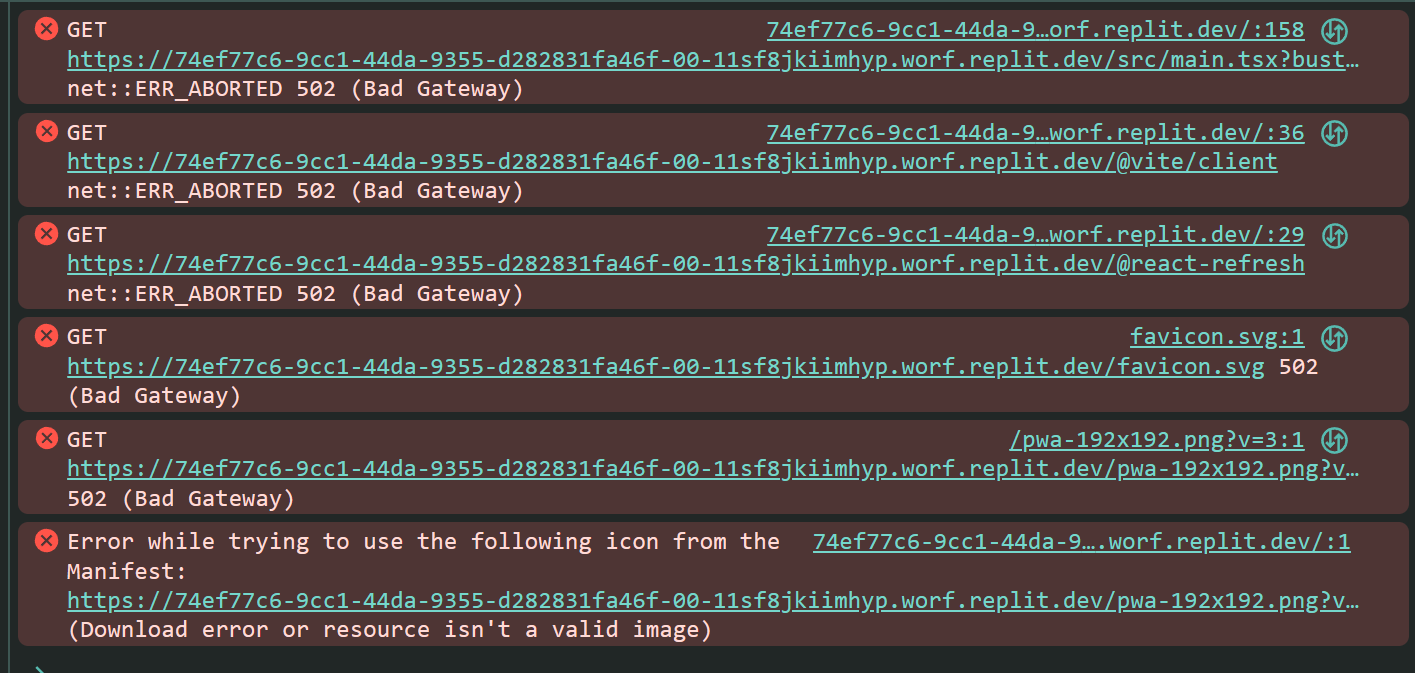 GET 74ef77c6-9cc1-44da-9…orf.replit.dev/:158
https://74ef77c6-9cc1-44da-9355-d282831fa46f-00-11sf8jkiimhyp.worf.replit.dev/src/main.tsx?bust…
net::ERR_ABORTED 502 (Bad Gateway)
GET 74ef77c6-9cc1-44da-9…worf.replit.dev/:36
https://74ef77c6-9cc1-44da-9355-d282831fa46f-00-11sf8jkiimhyp.worf.replit.dev/@vite/client
net::ERR_ABORTED 502 (Bad Gateway)
GET 74ef77c6-9cc1-44da-9…worf.replit.dev/:29
https://74ef77c6-9cc1-44da-9355-d282831fa46f-00-11sf8jkiimhyp.worf.replit.dev/@react-refresh
net::ERR_ABORTED 502 (Bad Gateway)
GET favicon.svg:1
https://74ef77c6-9cc1-44da-9355-d282831fa46f-00-11sf8jkiimhyp.worf.replit.dev/favicon.svg 502
(Bad Gateway)
GET /pwa-192x192.png?v=3:1
https://74ef77c6-9cc1-44da-9355-d282831fa46f-00-11sf8jkiimhyp.worf.replit.dev/pwa-192x192.png?v…
502 (Bad Gateway)
Error while trying to use the following icon from the 74ef77c6-9cc1-44da-9….worf.replit.dev/:1
Manifest:
https://74ef77c6-9cc1-44da-9355-d282831fa46f-00-11sf8jkiimhyp.worf.replit.dev/pwa-192x192.png?v…
(Download error or resource isn't a valid image)